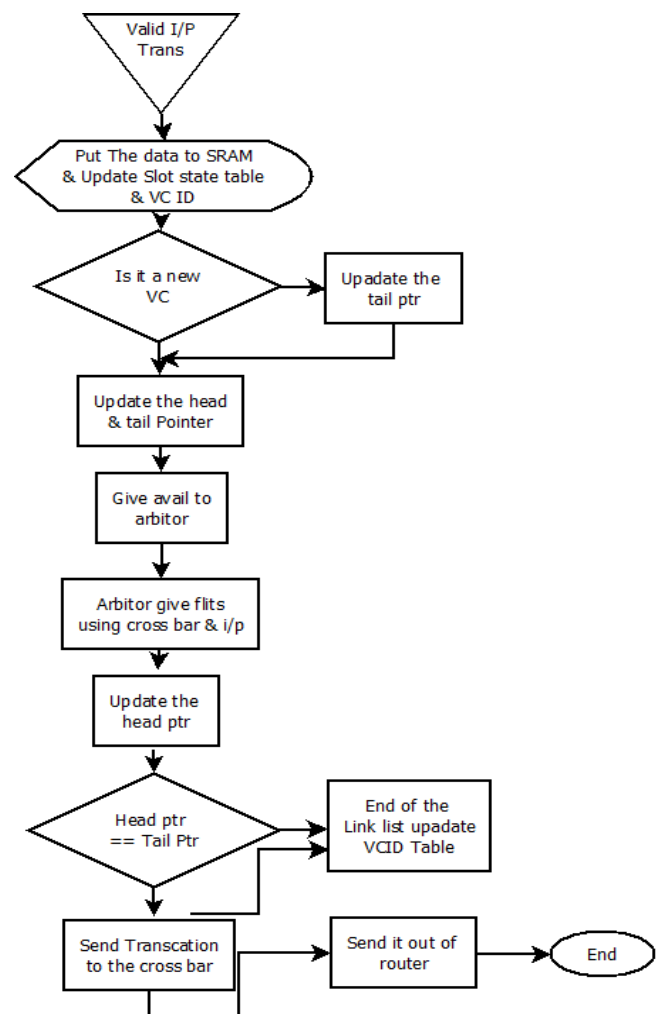 Valid I/P
Trans
Put The data to SRAM
& Update Slot state table
& VC ID
Is it a new
VC
Upadate the
tail ptr
Update the head
& tail Pointer
Give avail to
arbitor
Arbitor give flits
using cross bar & i/p
Update the
head ptr
Head ptr
== Tail Ptr
End of the
Link list upadate
VCID Table
Send Transcation
to the cross bar
Send it out of
router
End